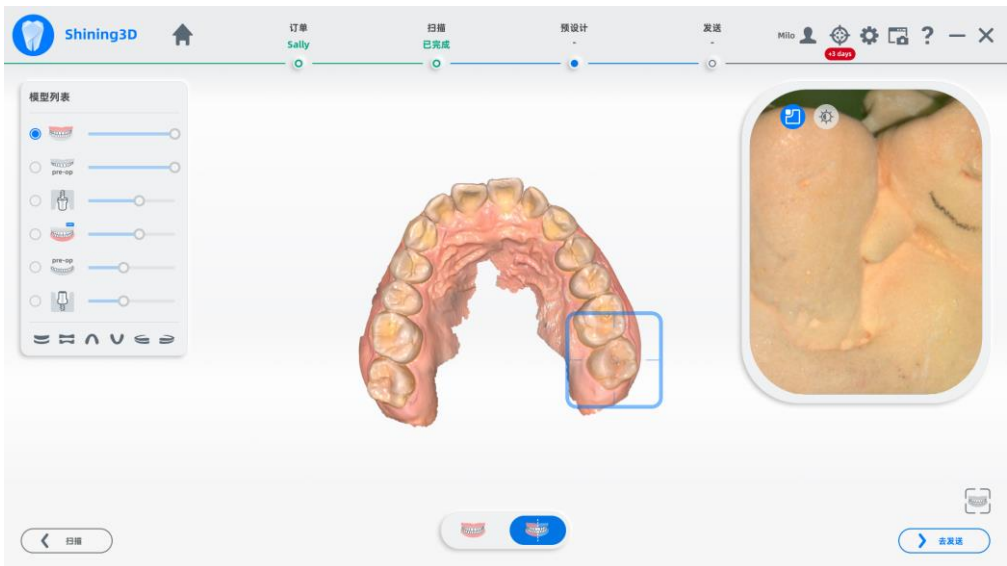 Shining3D
订单
Sally
扫描
已完成
预设计
-
发送
-
Milo
+3 days
?
模型列表
pre-op
pre-op
扫描
去发送